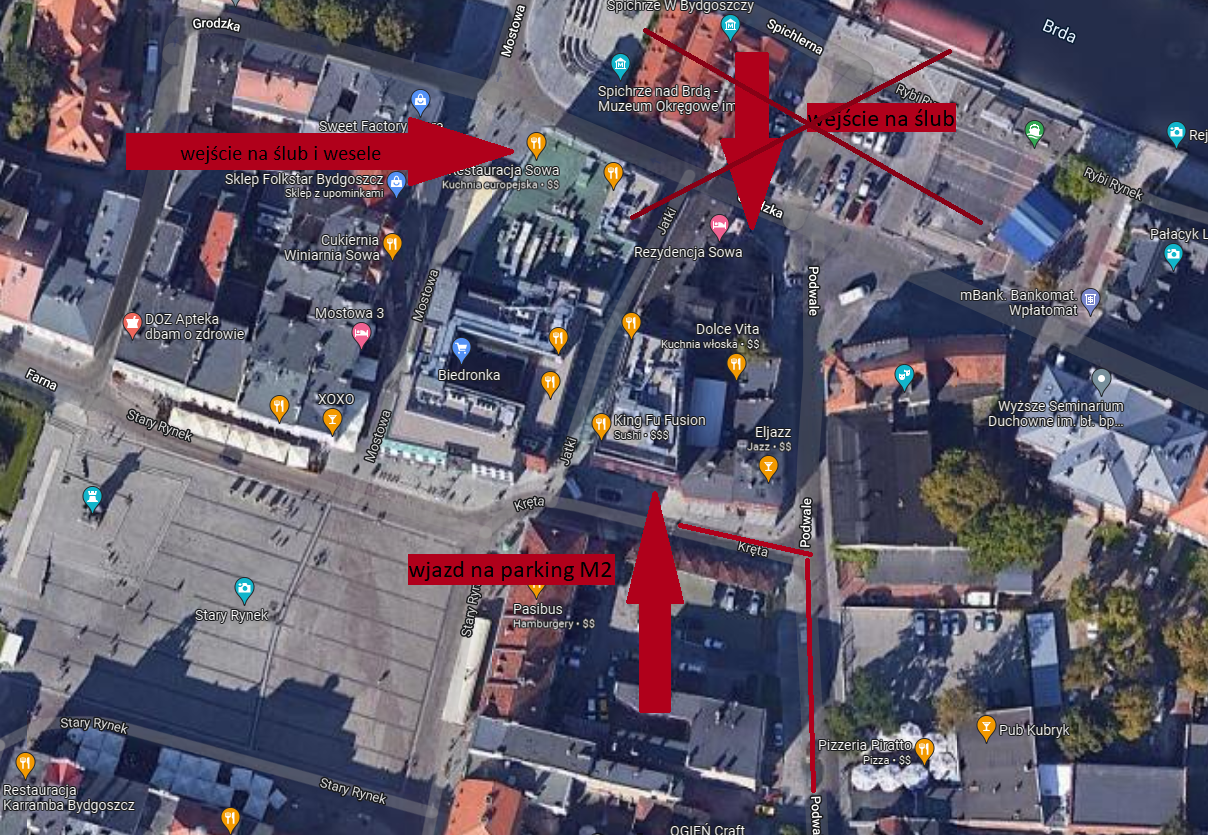 Grodzka
Mostowa
Spichrze W Bydgoszczy
Spichlerna
Brda
Spichrze nad Brdą -
Muzeum Okręgowe im
Rybi
wejście na ślub
Sweet Factory
wejście na ślub i wesele
Restauracja Sowa
Kuchnia europejska • $$
Sklep Folkstar Bydgoszcz
Sklep z upominkami
Rybi Rynek
Jatki
Rezydencja Sowa
Cukiernia
Winiarnia Sowa
Mostowa
Podwale
mBank. Bankomat.
Wpłatomat
DOZ Apteka
dbam o zdrowie
Mostowa 3
Dolce Vita
Kuchnia włoska • $$
Biedronka
Farna
XOXO
Stary Rynek
Mostowa
Jatki
King Fu Fusion
Sushi • $$$
Eljazz
Jazz • $$
Wyższe Seminarium
Duchowne im. bł. bp...
Kręta
Podwale
Kręta
wjazd na parking M2
Stary Rynek
Pasibus
Hamburgery • $$
Stary Rynek
Pizzeria Piratto
Pizza • $$
Pub Kubryk
Stary Rynek
Restauracja
Karramba Bydgoszcz
OGIEŃ Craft